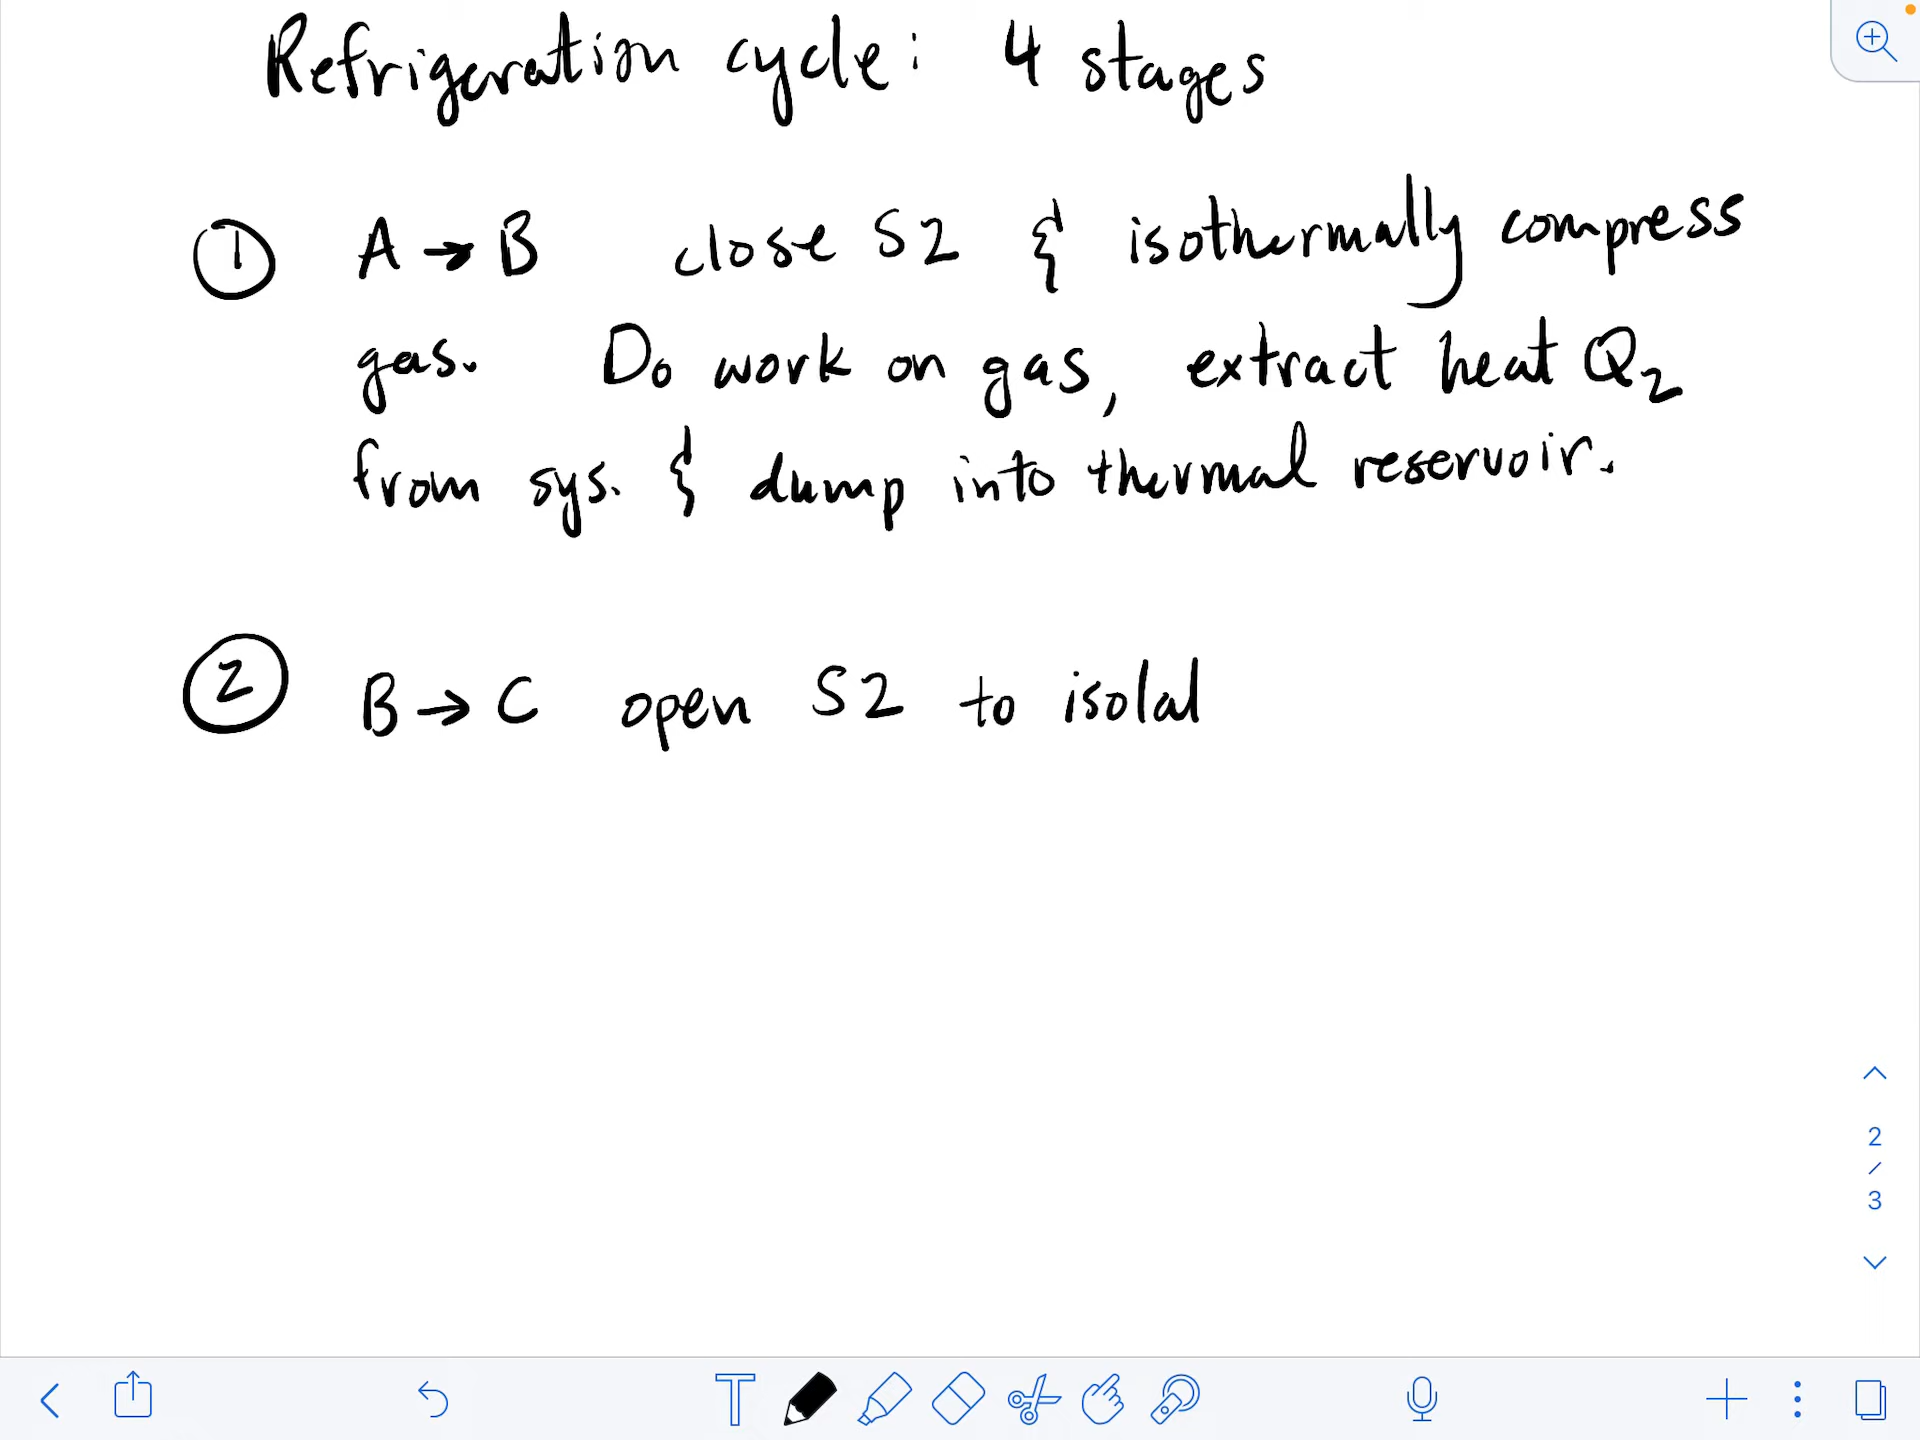 Refrigeration cycle: 4 stages
① A → B close S2 & isothermally compress
gas. Do work on gas, extract heat Q₂
from sys. & dump into thermal reservoir.
② B → C open S2 to isolal
2
/
3
T